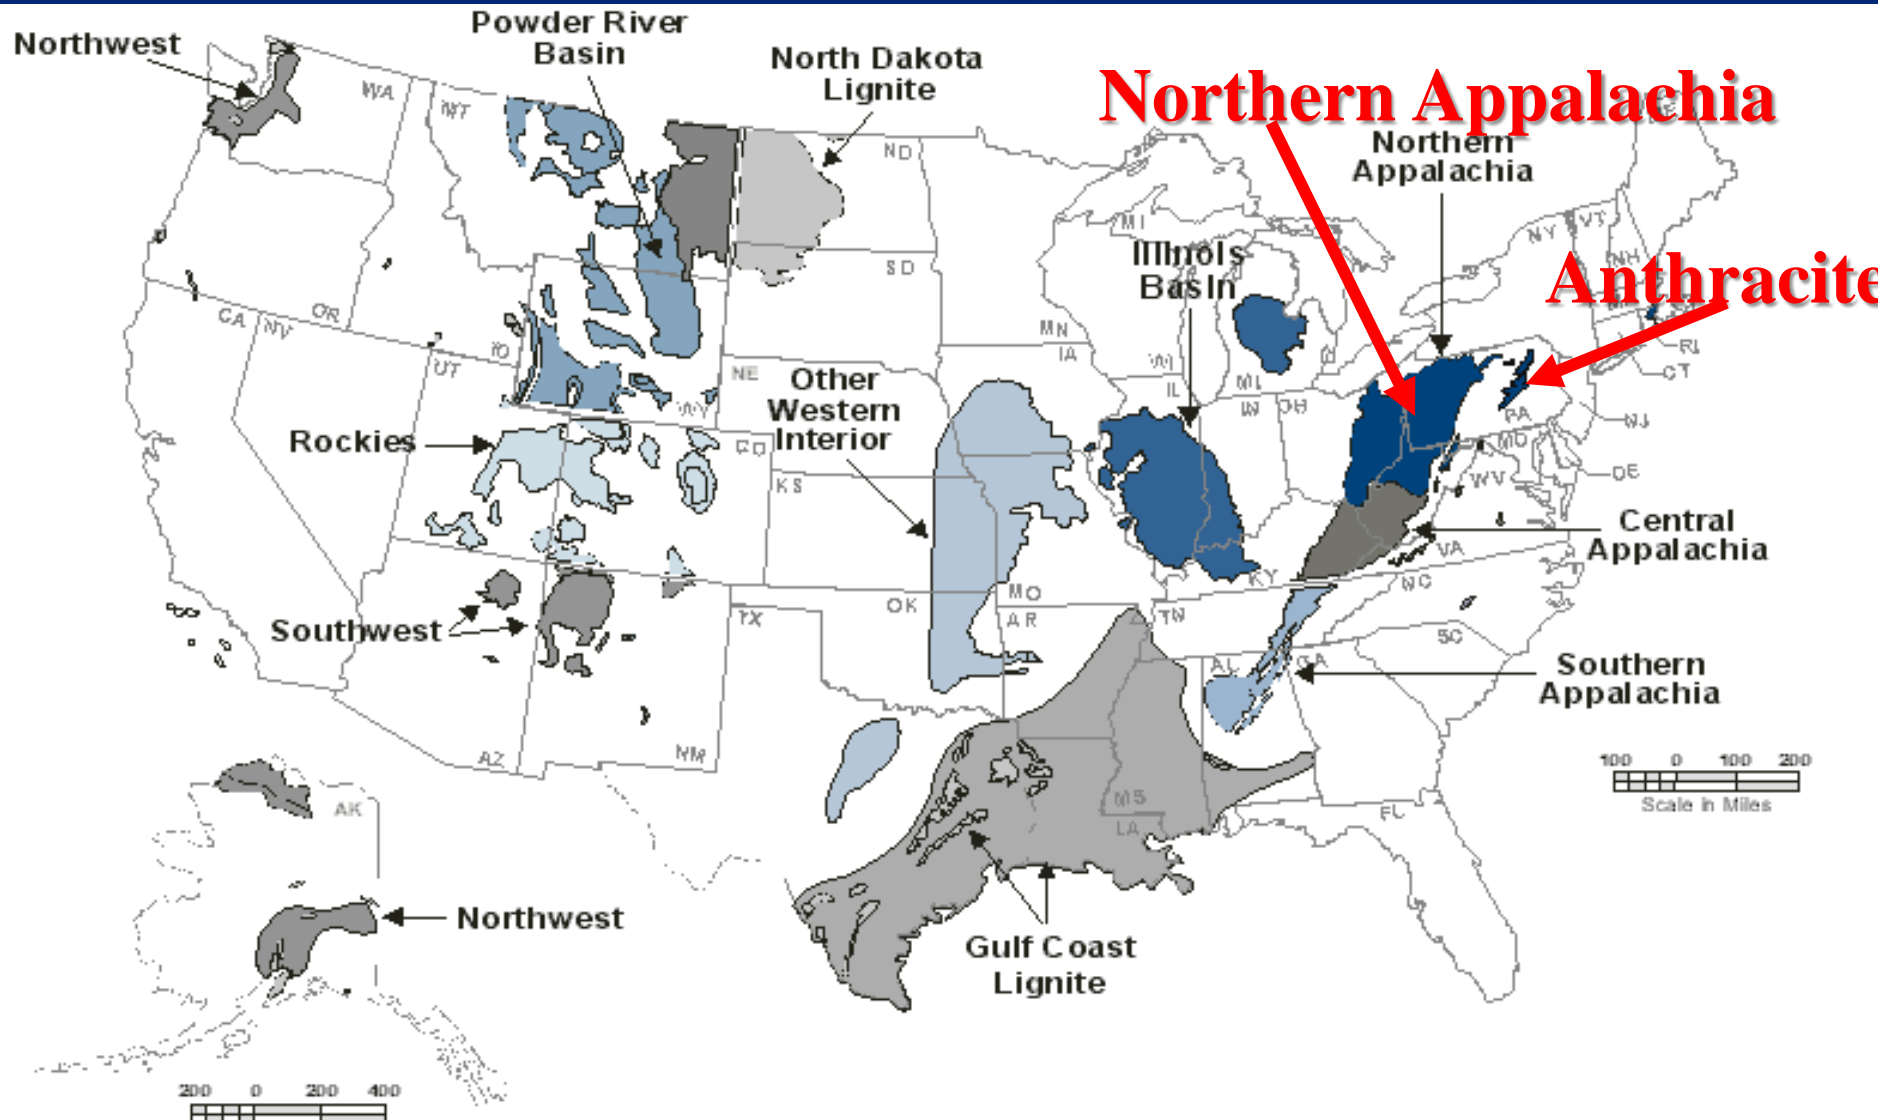 Northwest
Powder River
Basin
North Dakota
Lignite
Northern Appalachia
Northern
Appalachia
Anthracite
WA
MT
ND
MI
NY
VT
NH
Illinois
Basin
SD
CA
NV
OR
ID
UT
MN
IA
WI
IL
MI
IN
OH
PA
RI
CT
NJ
MD
DE
WV
NE
WY
Other
Western
Interior
Rockies
CO
KS
Central
Appalachia
VA
KY
NC
Southwest
OK
MO
AR
TX
TN
SC
AL
GA
Southern
Appalachia
AZ
NM
100 0 100 200
Scale in Miles
AK
MS
LA
FL
Northwest
Gulf Coast
Lignite
200 0 200 400